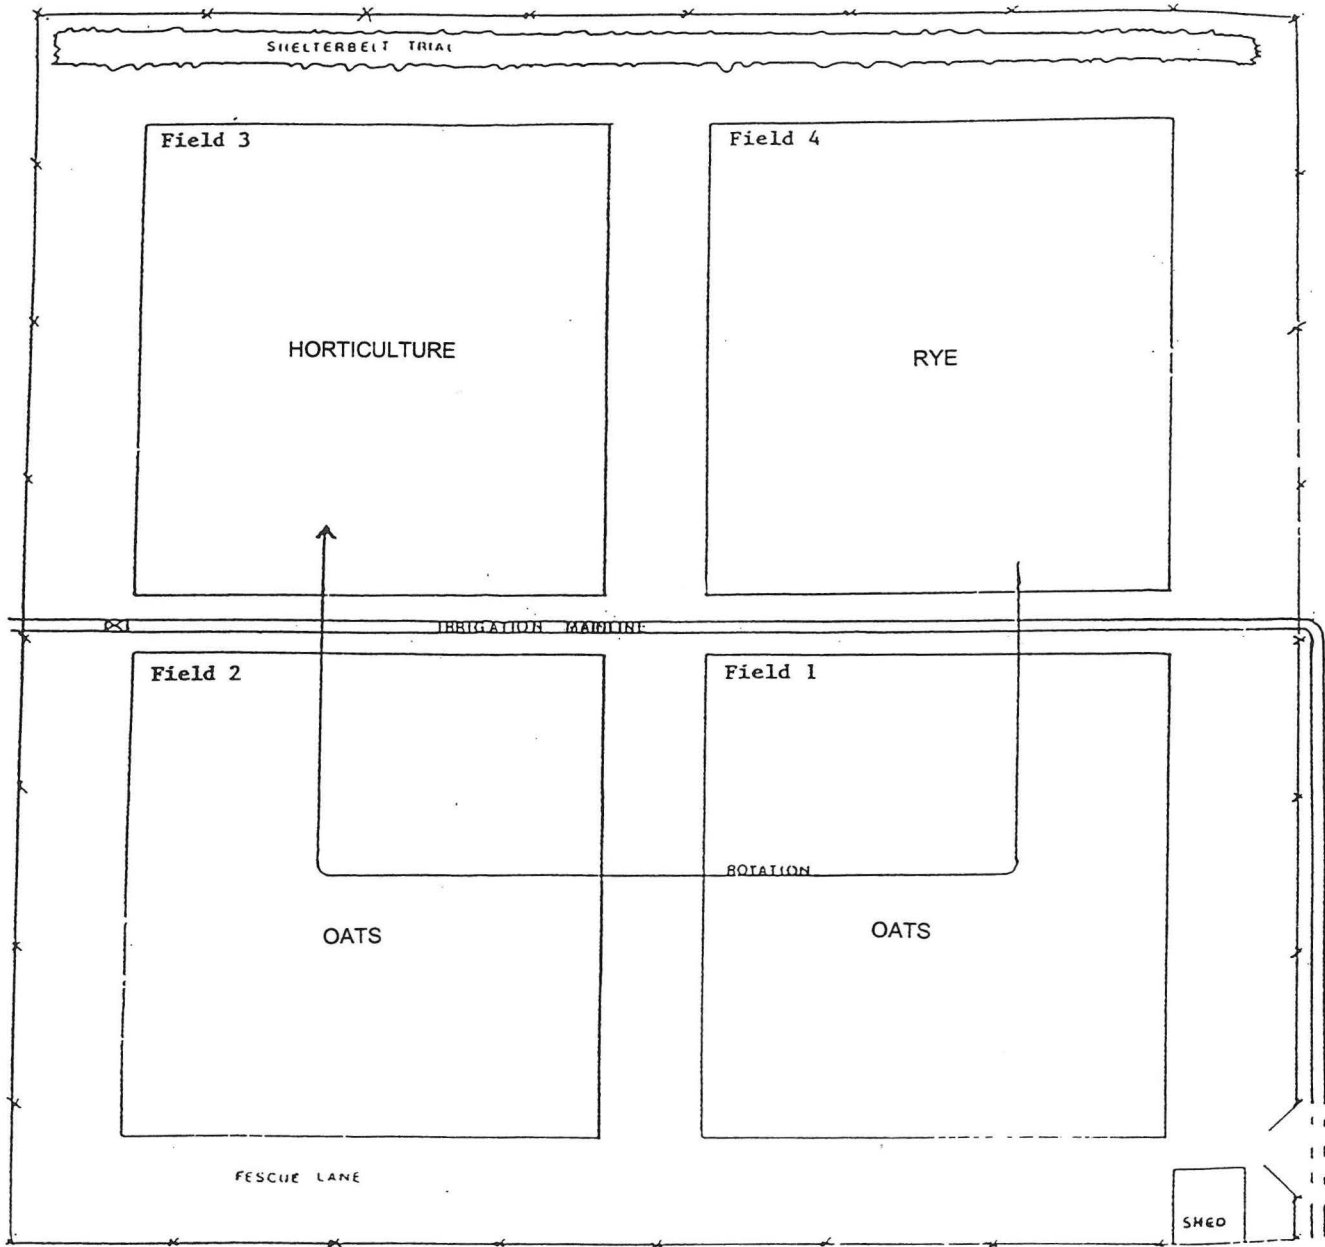 SHELTERBELT TRIAL
Field 3
Field 4
HORTICULTURE
RYE
IRRIGATION MAINLINE
Field 2
Field 1
ROTATION
OATS
OATS
FESCUE LANE
SHED